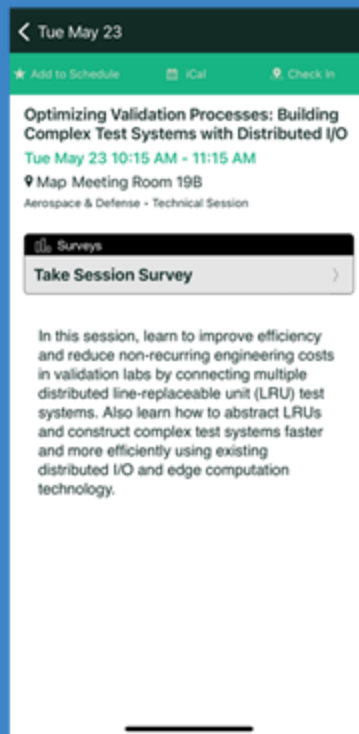 Tue May 23
Add to Schedule
iCal
Check In
Optimizing Validation Processes: Building
Complex Test Systems with Distributed I/O
Tue May 23 10:15 AM - 11:15 AM
Map Meeting Room 19B
Aerospace & Defense - Technical Session
Surveys
Take Session Survey
In this session, learn to improve efficiency
and reduce non-recurring engineering costs
in validation labs by connecting multiple
distributed line-replaceable unit (LRU) test
systems. Also learn how to abstract LRUs
and construct complex test systems faster
and more efficiently using existing
distributed I/O and edge computation
technology.